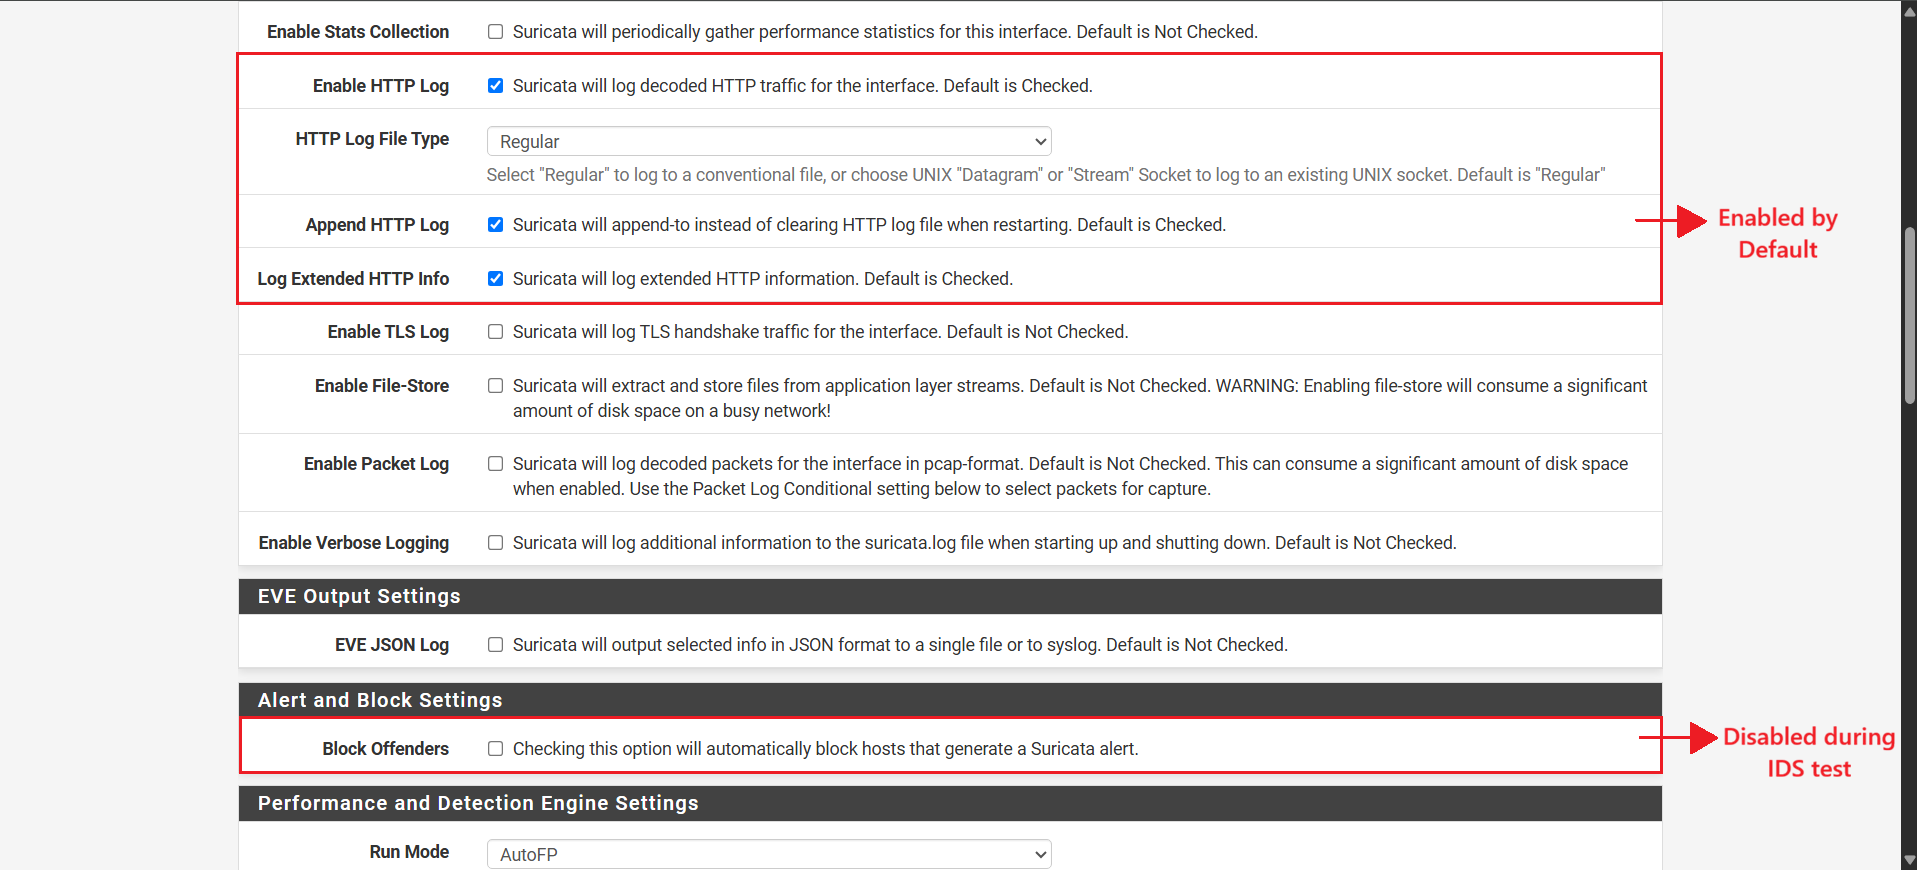 Enable Stats Collection Suricata will periodically gather performance statistics for this interface. Default is Not Checked.
Enable HTTP Log Suricata will log decoded HTTP traffic for the interface. Default is Checked.
HTTP Log File Type Regular
Select "Regular" to log to a conventional file, or choose UNIX "Datagram" or "Stream" Socket to log to an existing UNIX socket. Default is "Regular"
Append HTTP Log Suricata will append-to instead of clearing HTTP log file when restarting. Default is Checked.
Enabled by
Default
Log Extended HTTP Info Suricata will log extended HTTP information. Default is Checked.
Enable TLS Log Suricata will log TLS handshake traffic for the interface. Default is Not Checked.
Enable File-Store Suricata will extract and store files from application layer streams. Default is Not Checked. WARNING: Enabling file-store will consume a significant
amount of disk space on a busy network!
Enable Packet Log Suricata will log decoded packets for the interface in pcap-format. Default is Not Checked. This can consume a significant amount of disk space
when enabled. Use the Packet Log Conditional setting below to select packets for capture.
Enable Verbose Logging Suricata will log additional information to the suricata.log file when starting up and shutting down. Default is Not Checked.
EVE Output Settings
EVE JSON Log Suricata will output selected info in JSON format to a single file or to syslog. Default is Not Checked.
Alert and Block Settings
Block Offenders Checking this option will automatically block hosts that generate a Suricata alert.
Disabled during
IDS test
Performance and Detection Engine Settings
Run Mode AutoFP